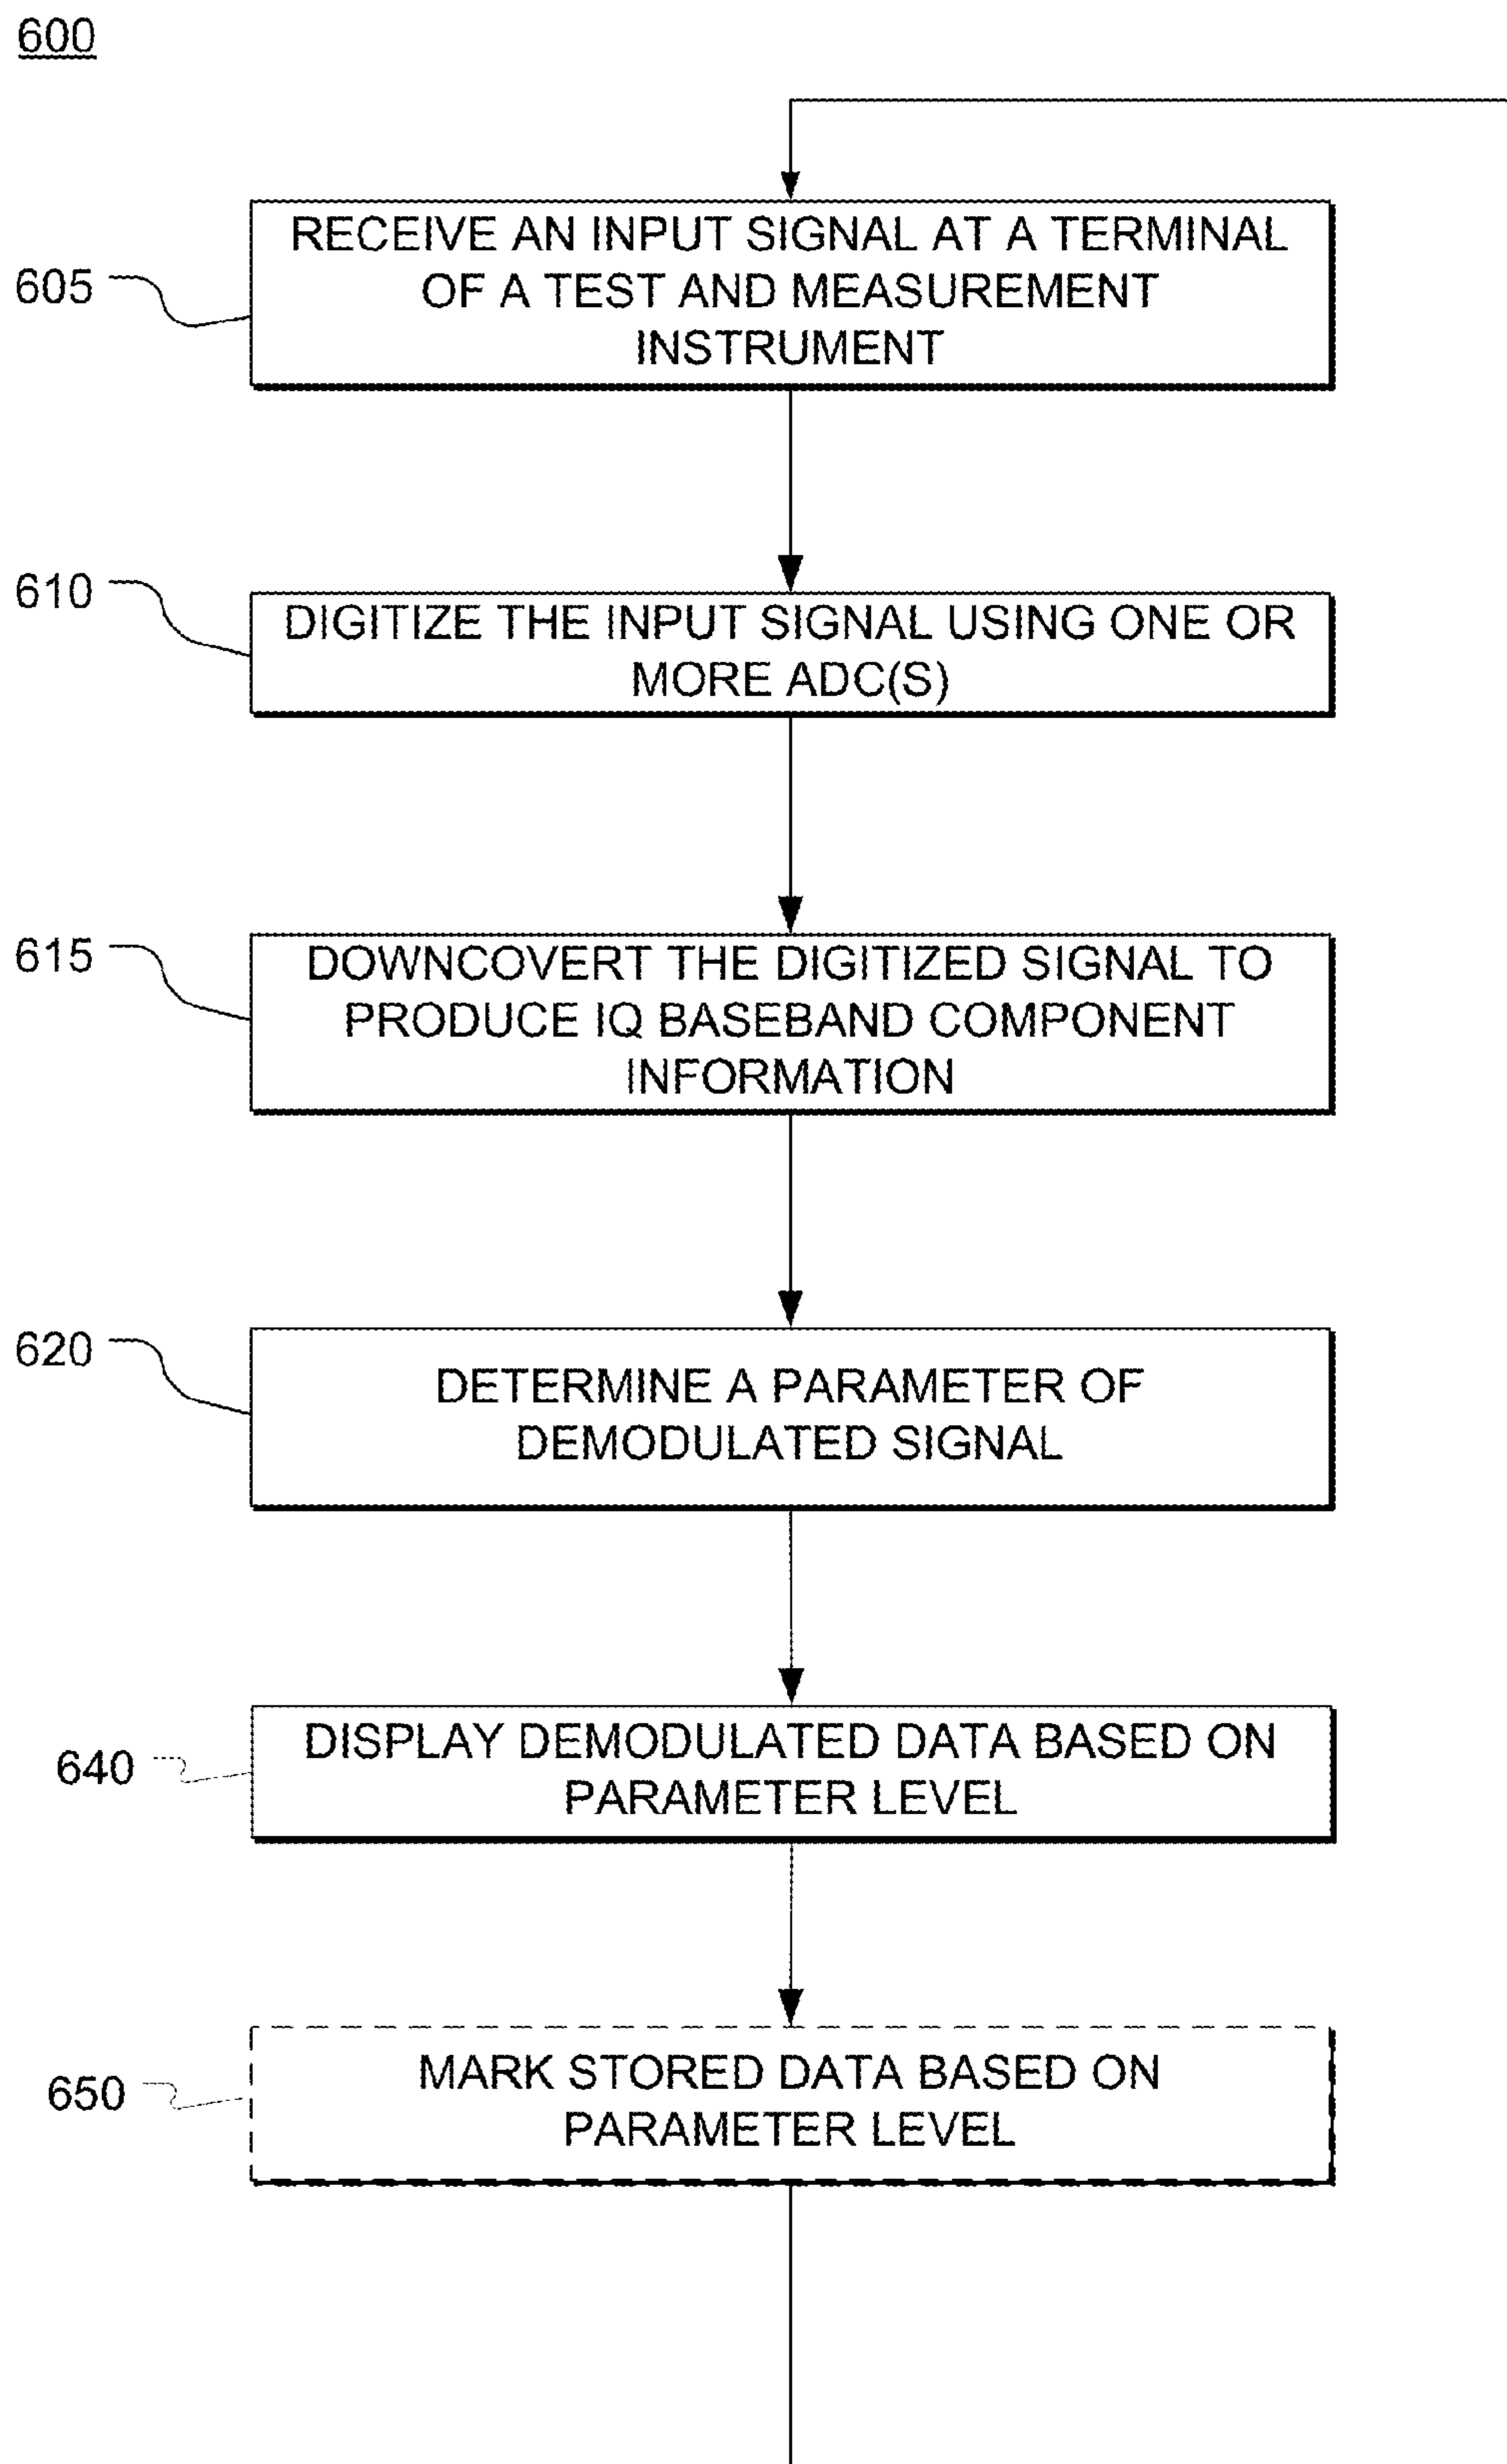 600
RECEIVE AN INPUT SIGNAL AT A TERMINAL
OF A TEST AND MEASUREMENT
INSTRUMENT
605
DIGITIZE THE INPUT SIGNAL USING ONE OR
MORE ADC(S)
610
DOWNCOVERT THE DIGITIZED SIGNAL TO
PRODUCE IQ BASEBAND COMPONENT
INFORMATION
615
DETERMINE A PARAMETER OF
DEMODULATED SIGNAL
620
DISPLAY DEMODULATED DATA BASED ON
PARAMETER LEVEL
640
MARK STORED DATA BASED ON
PARAMETER LEVEL
650